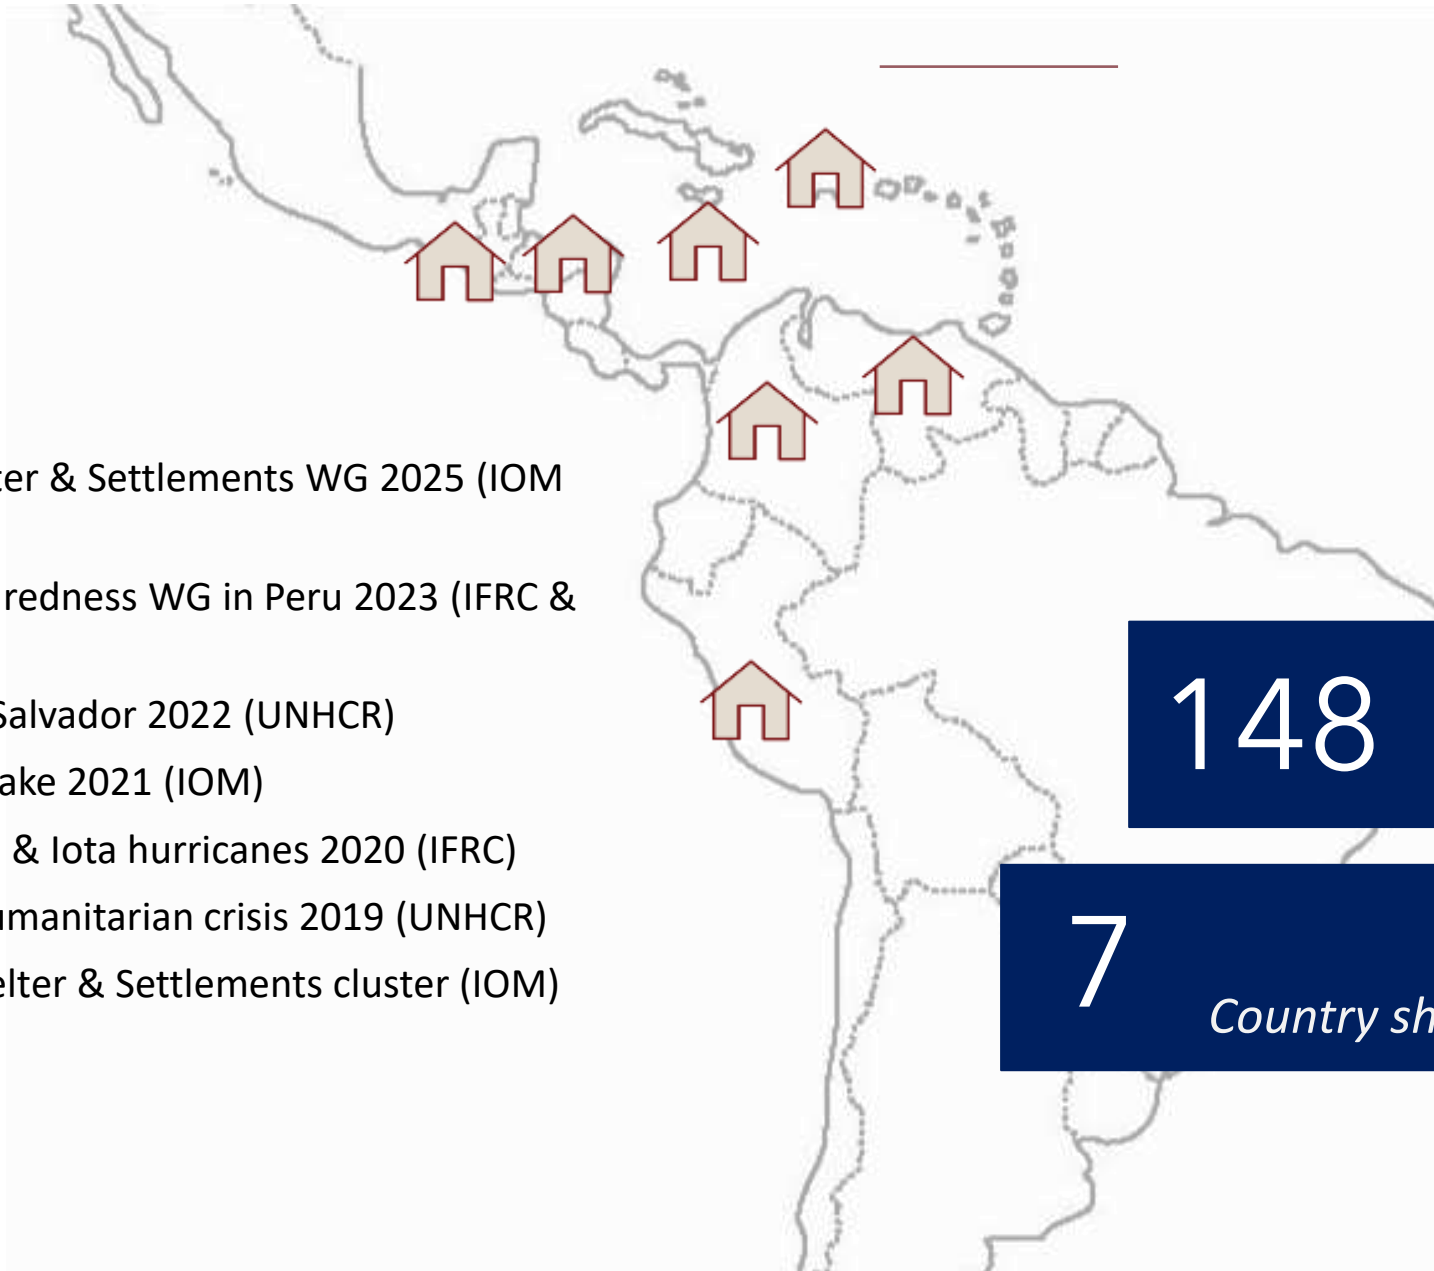 ter & Settlements WG 2025 (IOM
redness WG in Peru 2023 (IFRC &
Salvador 2022 (UNHCR)
ake 2021 (IOM)
& Iota hurricanes 2020 (IFRC)
umanitarian crisis 2019 (UNHCR)
elter & Settlements cluster (IOM)
148
7
Country sh